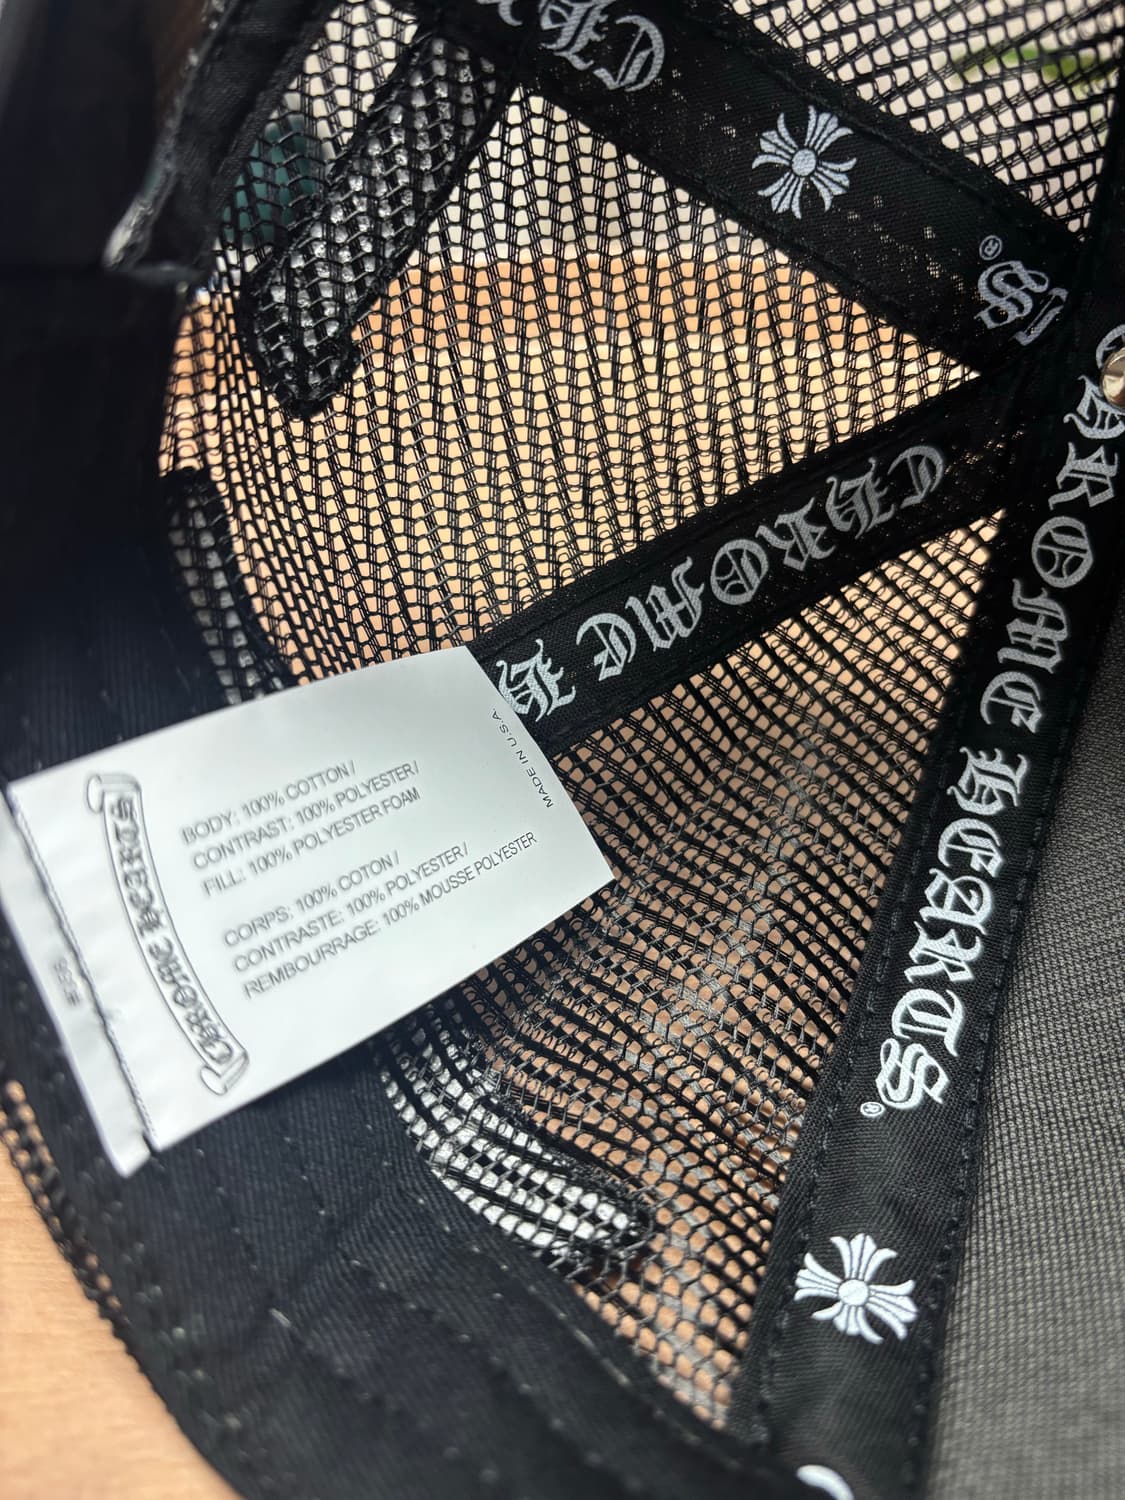 CHROME HEARTS
BODY: 100% COTTON/
CONTRAST: 100% POLYESTER/
FILL: 100% POLYESTER FOAM
CORPS: 100% COTON/
CONTRASTE: 100% POLYESTER/
REMBOURRAGE: 100% MOUSSE POLYESTER
MADE IN U.S.A.
CH
S®
CHROME H
CHROME HEARTS®